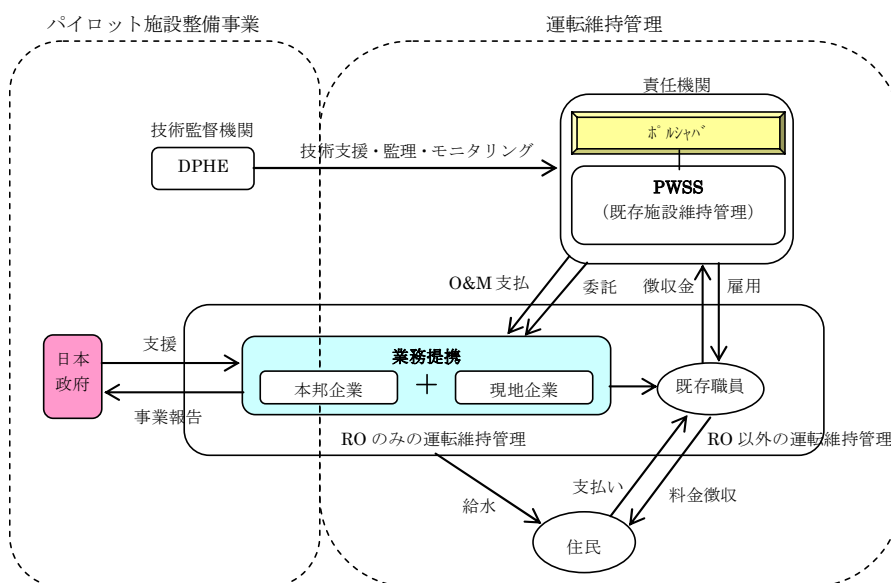 パイロット施設整備事業
運転維持管理
責任機関
ポルシャバ
技術監督機関
DPHE
技術支援・監理・モニタリング
PWSS
（既存施設維持管理）
O&M 支払
委託
徴収金
雇用
日本
政府
支援
事業報告
業務提携
本邦企業
＋
現地企業
既存職員
RO のみの運転維持管理
RO 以外の運転維持管理
給水
支払い
料金徴収
住民